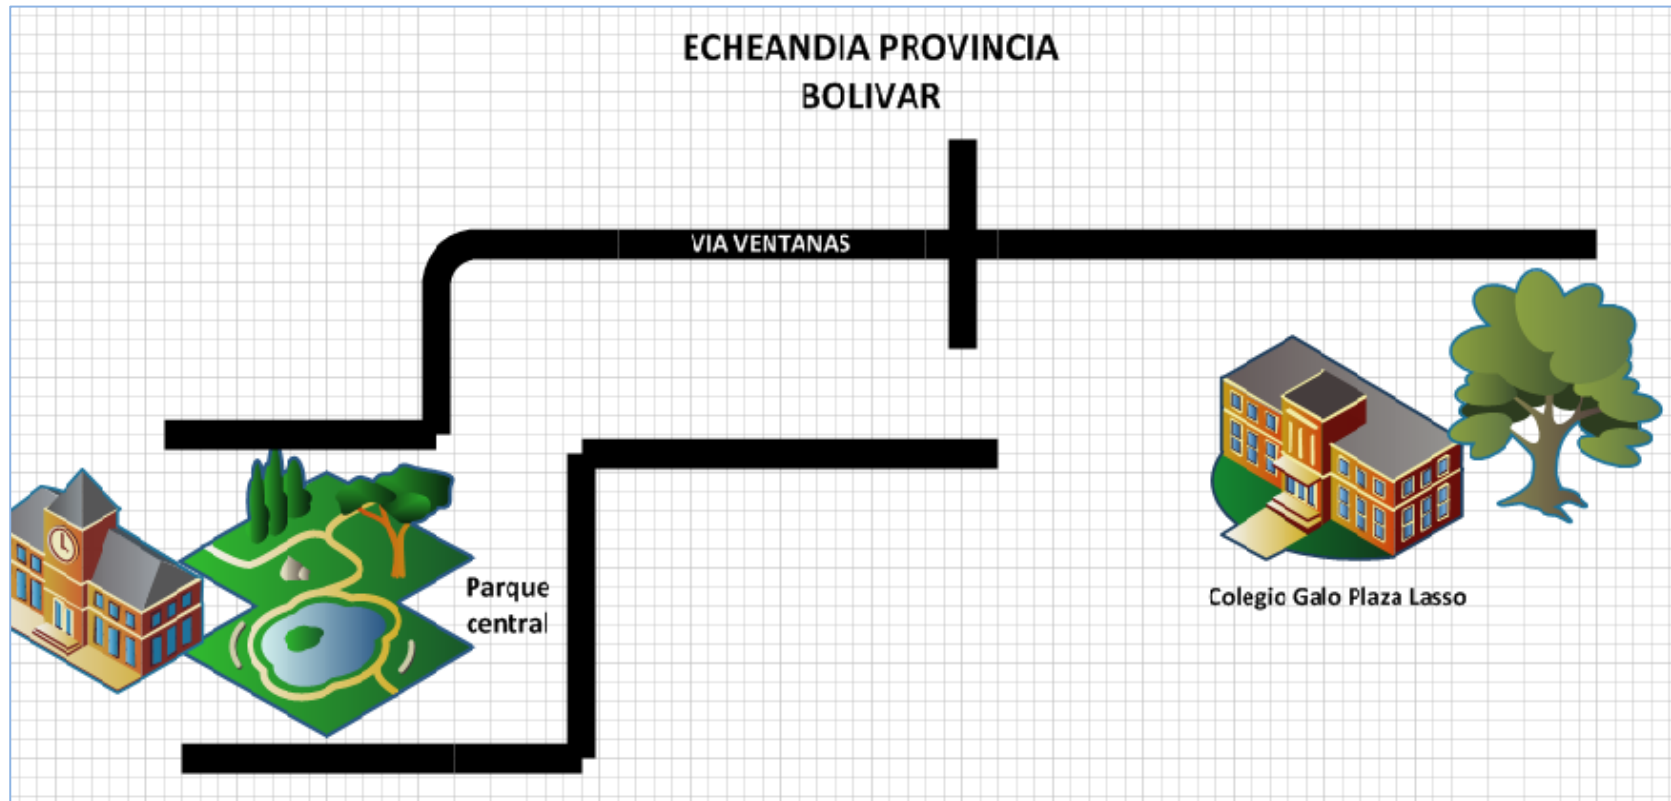 ECHEANDIA PROVINCIA
BOLIVAR
VIA VENTANAS
Parque
central
Colegio Galo Plaza Lasso